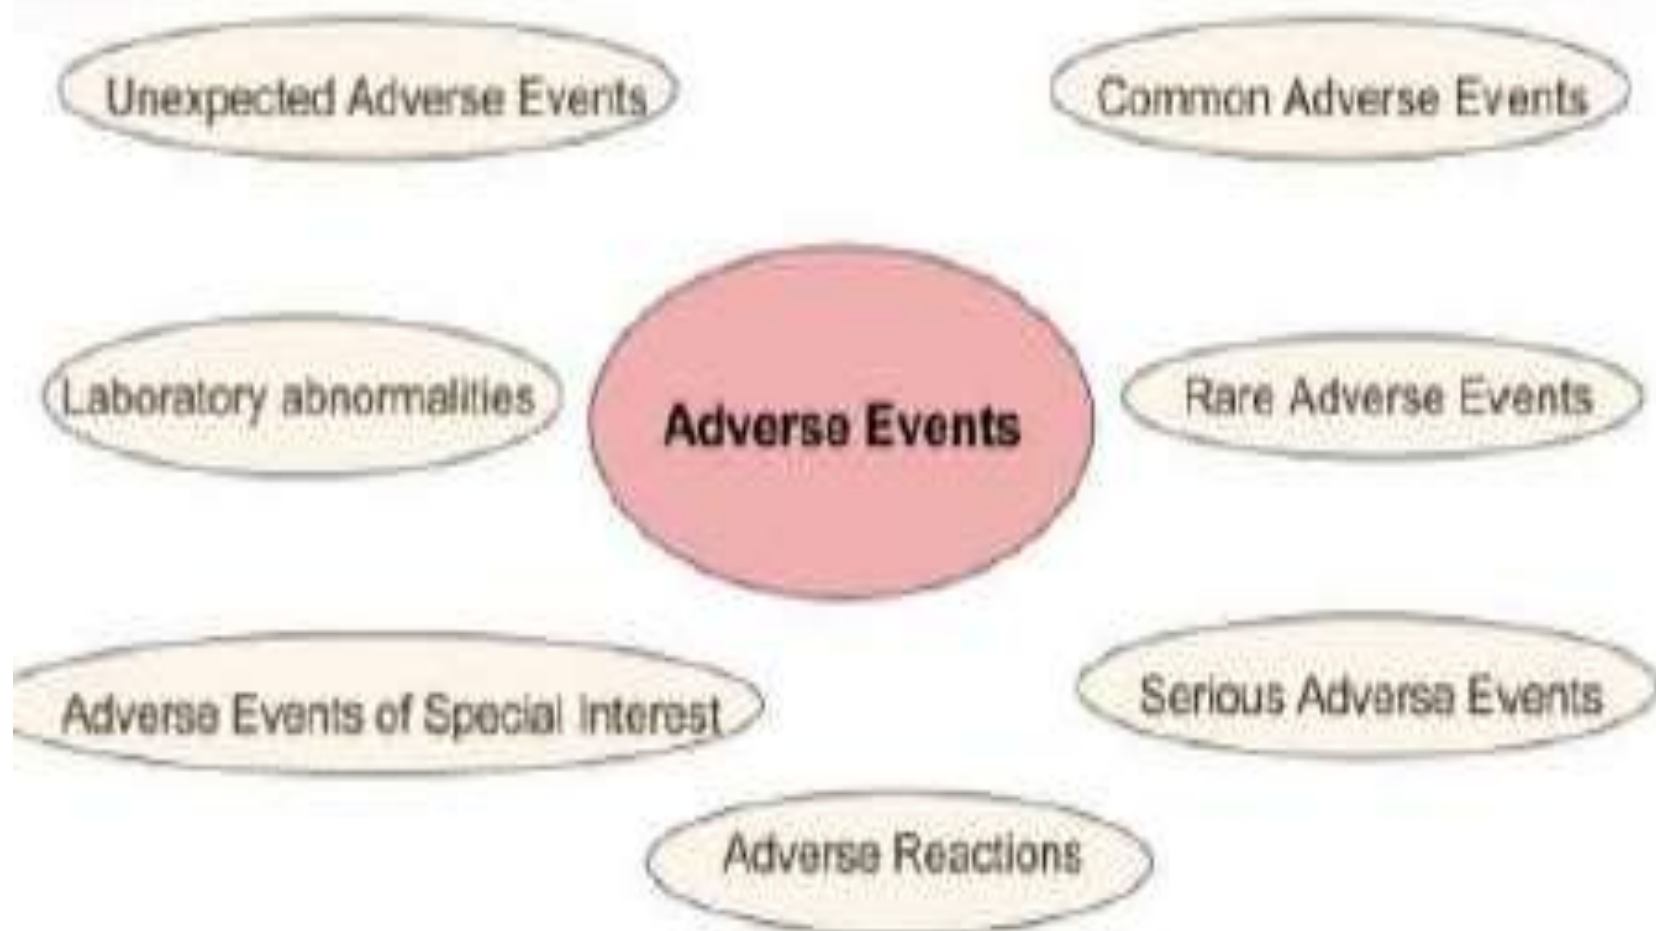 Unexpected Adverse Events
Common Adverse Events
Laboratory abnormalities
Adverse Events
Rare Adverse Events
Adverse Events of Special Interest
Serious Adverse Events
Adverse Reactions